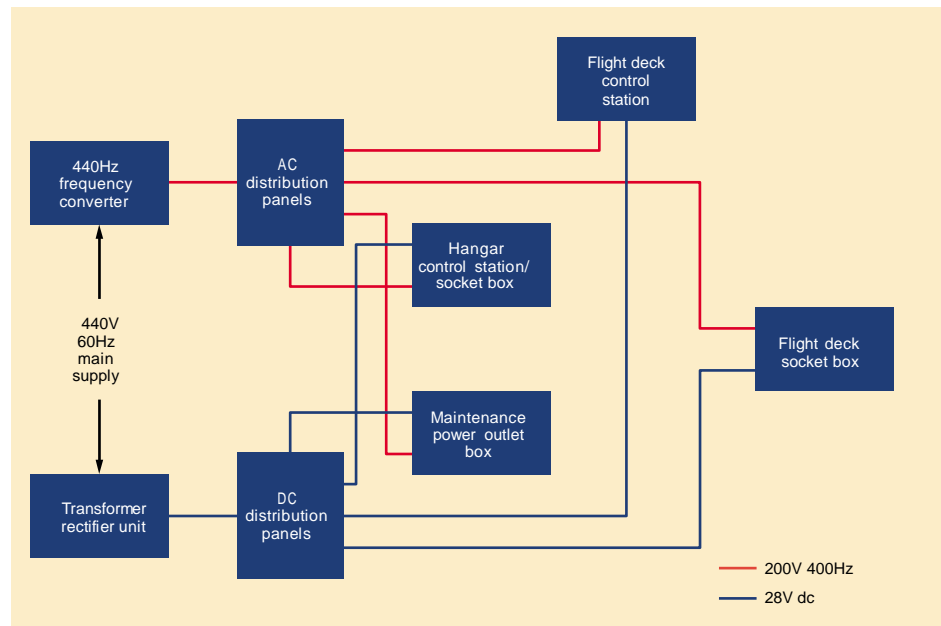 Flight deck
control
station
440Hz
frequency
converter
AC
distribution
panels
Hangar
control station/
socket box
440V
60Hz
main
supply
Flight deck
socket box
Maintenance
power outlet
box
Transformer
rectifier unit
DC
distribution
panels
200V 400Hz
28V dc